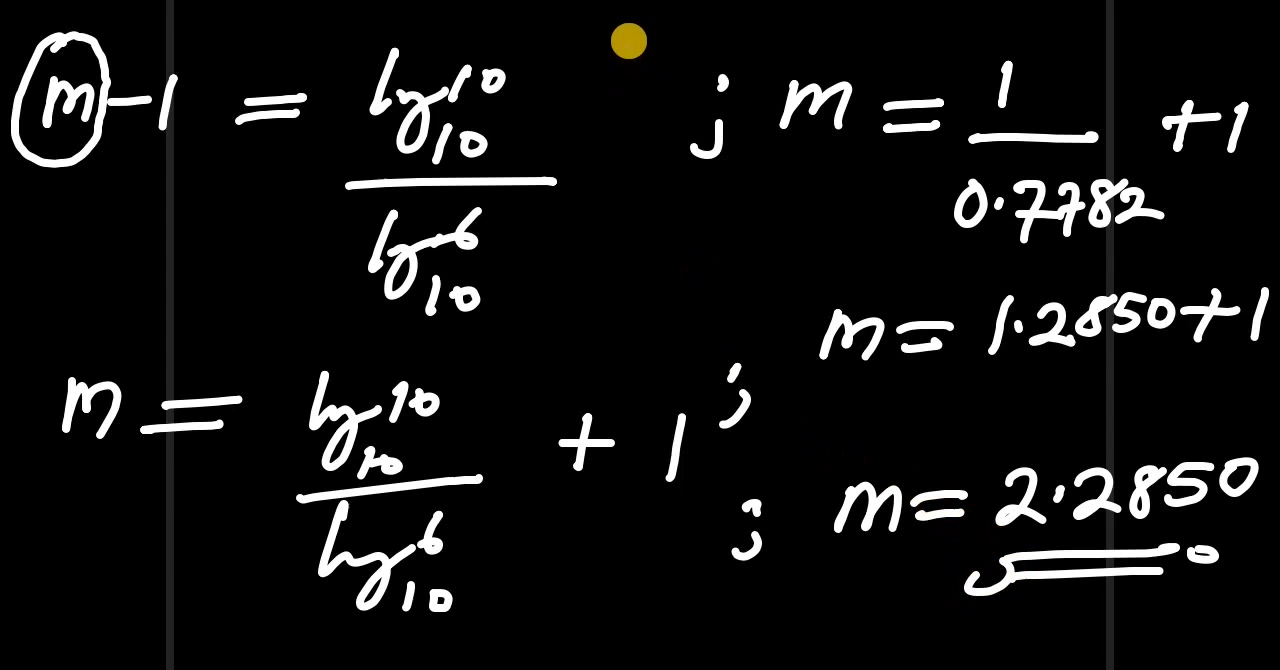 m-1 = log₁₀10 / log₁₀6 ; m = 1 / 0.7782 + 1
m = 1.2850 + 1
m = log₁₀10 / log₁₀6 + 1 ;
; m = 2.2850